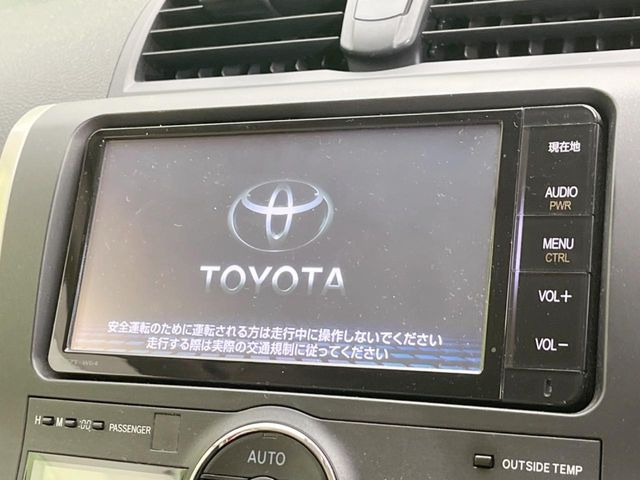 TOYOTA
安全運転のために運転される方は走行中に操作しないでください
走行する際は実際の交通規制に従ってください
現在地
AUDIO
PWR
MENU
CTRL
VOL+
VOL-
H M :00 PASSENGER
AUTO
OUTSIDE TEMP